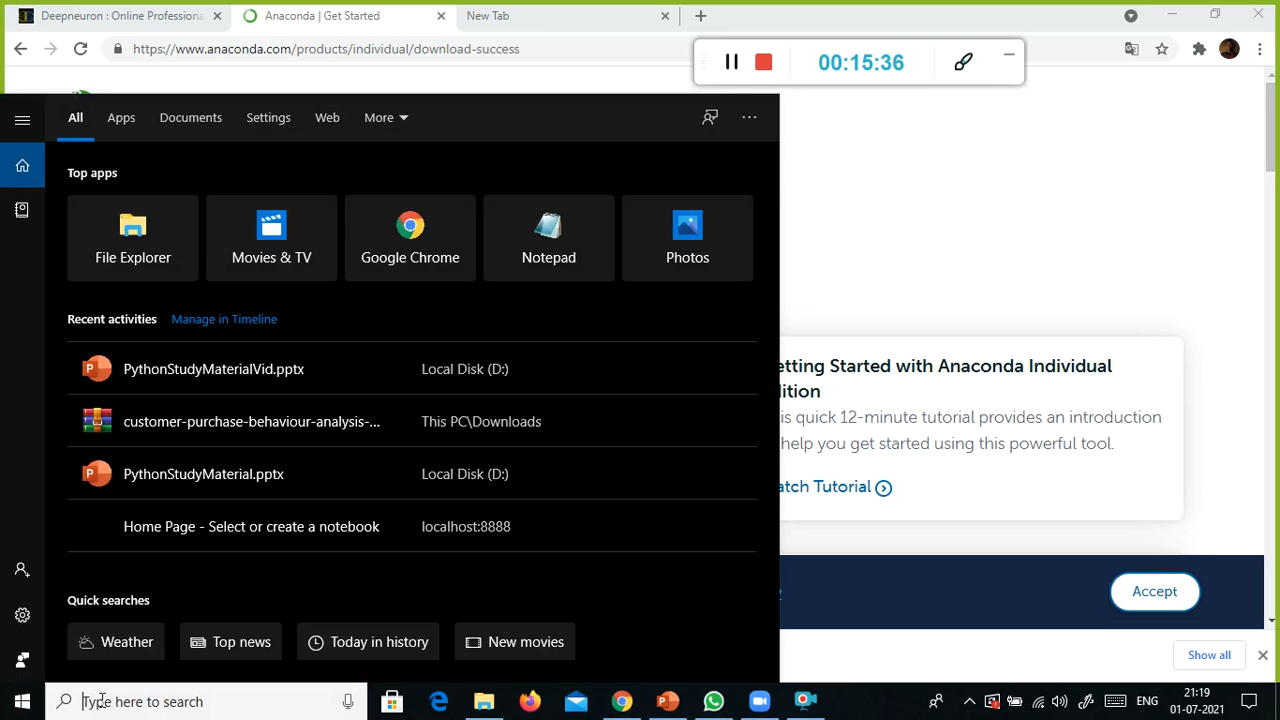 Deepneuron : Online Professiona
Anaconda | Get Started
New Tab
https://www.anaconda.com/products/individual/download-success
00:15:36
All
Apps
Documents
Settings
Web
More
Top apps
File Explorer
Movies & TV
Google Chrome
Notepad
Photos
Recent activities
Manage in Timeline
PythonStudyMaterialVid.pptx
Local Disk (D:)
customer-purchase-behaviour-analysis-...
This PC\Downloads
PythonStudyMaterial.pptx
Local Disk (D:)
Home Page - Select or create a notebook
localhost:8888
Quick searches
Weather
Top news
Today in history
New movies
etting Started with Anaconda Individual
dition
is quick 12-minute tutorial provides an introduction
help you get started using this powerful tool.
atch Tutorial
Accept
Show all
Type here to search
ENG
21:19
01-07-2021